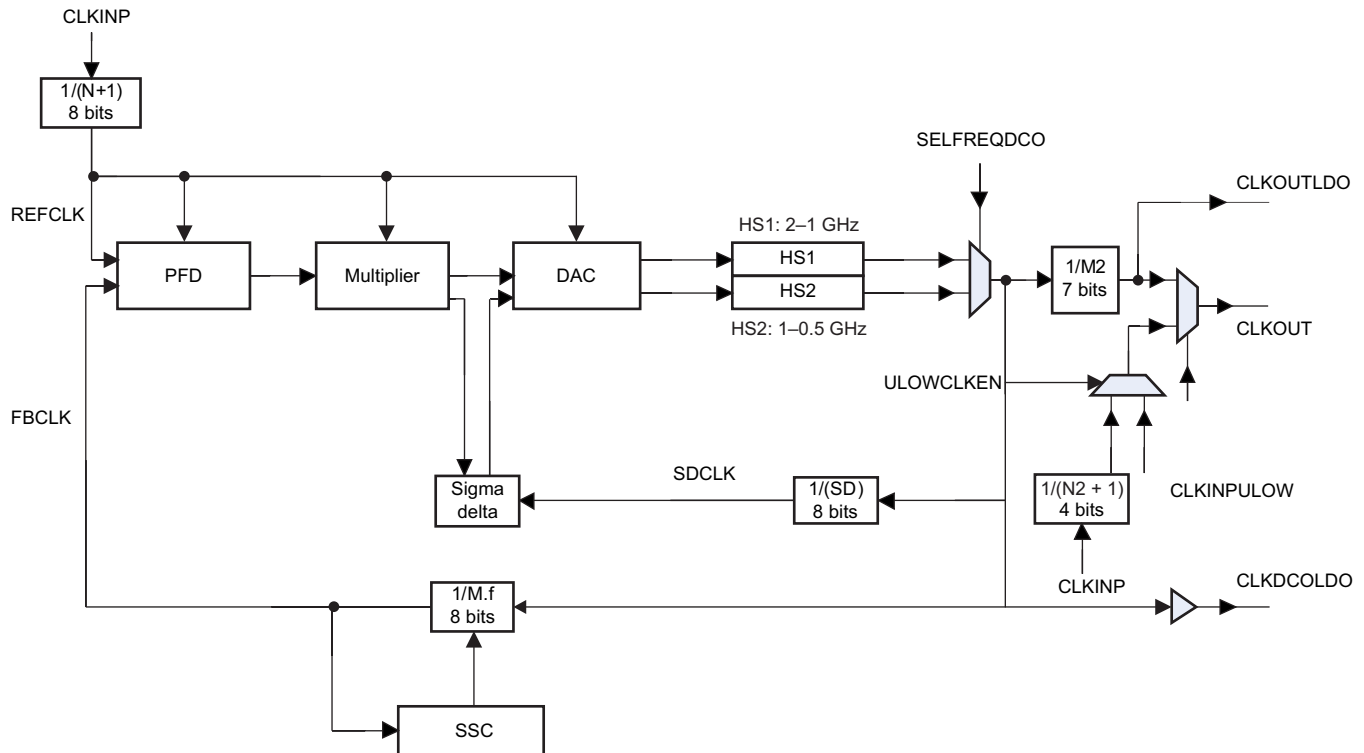 CLKINP
1/(N+1)
8 bits
SELFREQDCO
CLKOUTLDO
REFCLK
HS1: 2–1 GHz
PFD
Multiplier
DAC
HS1
HS2
1/M2
7 bits
HS2: 1–0.5 GHz
CLKOUT
ULOWCLKEN
FBCLK
SDCLK
Sigma
delta
1/(SD)
8 bits
1/(N2 + 1)
4 bits
CLKINPULOW
CLKINP
CLKDCOLDO
1/M.f
8 bits
SSC